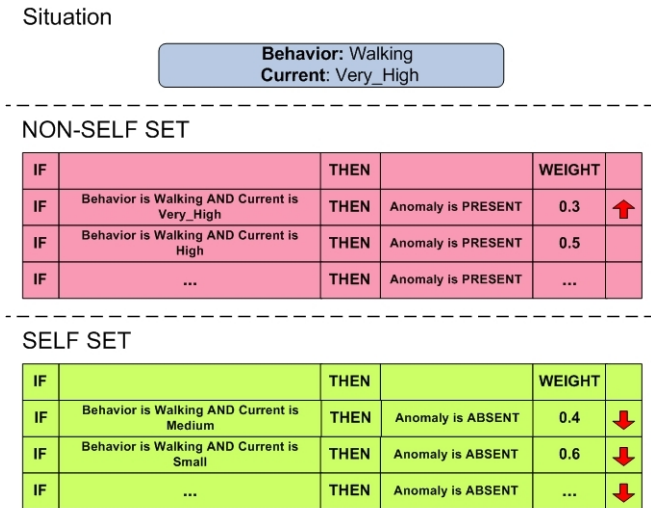 Situation
Behavior: Walking
Current: Very_High
NON-SELF SET
IF THEN WEIGHT
IF Behavior is Walking AND Current is Very_High THEN Anomaly is PRESENT 0.3
IF Behavior is Walking AND Current is High THEN Anomaly is PRESENT 0.5
IF ... THEN Anomaly is PRESENT ...
SELF SET
IF THEN WEIGHT
IF Behavior is Walking AND Current is Medium THEN Anomaly is ABSENT 0.4
IF Behavior is Walking AND Current is Small THEN Anomaly is ABSENT 0.6
IF ... THEN Anomaly is ABSENT ...